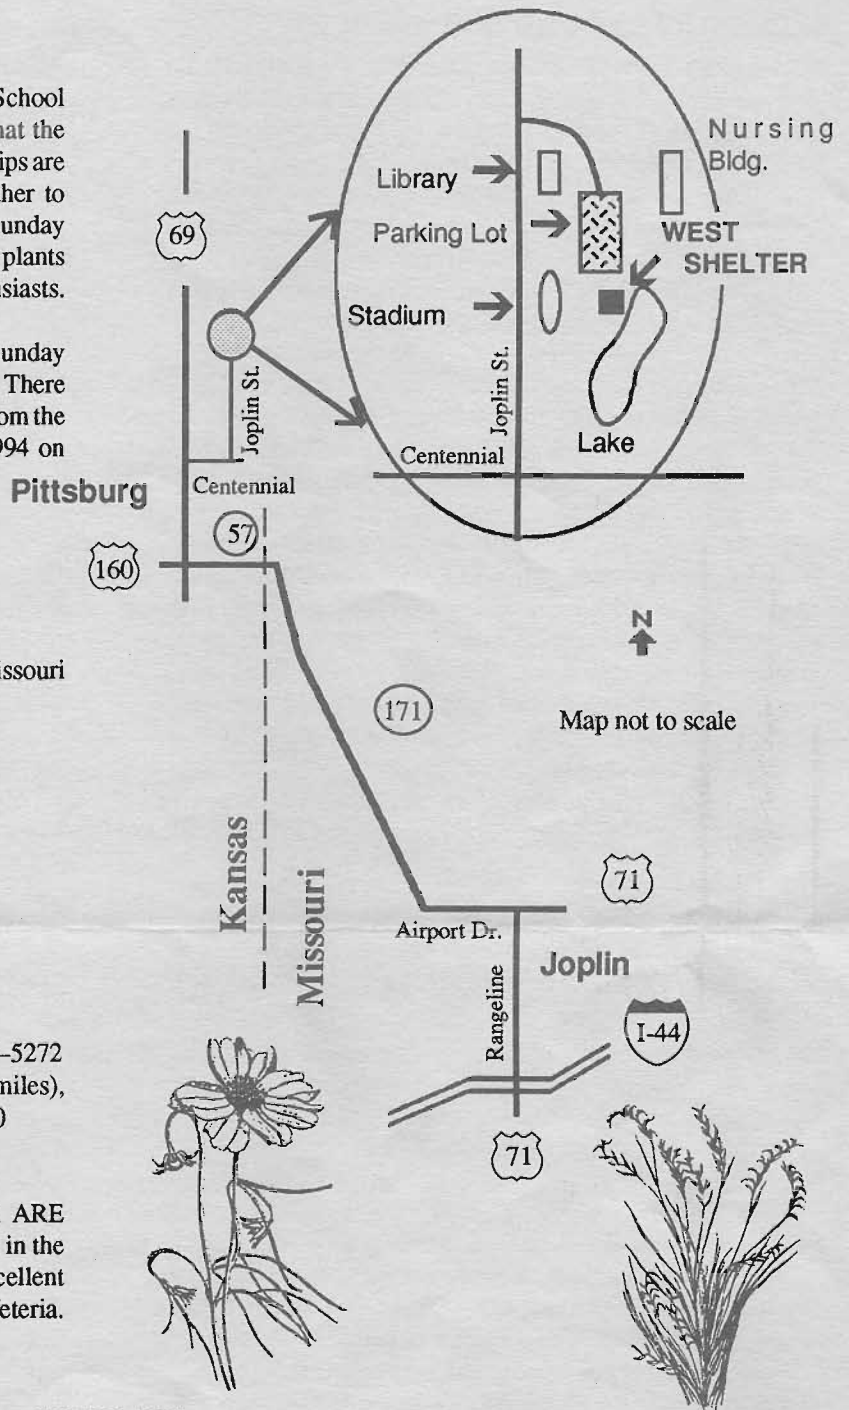 School
hat the
ips are
her to
unday
plants
usiasts.
unday
There
om the
994 on
issouri
–5272
miles),
0
ARE
in the
cellent
eteria.
69
Joplin St.
Pittsburg
Centennial
57
160
Library
Parking Lot
Stadium
Nursing
Bldg.
WEST
SHELTER
Joplin St.
Lake
Centennial
N
Map not to scale
171
Kansas
Missouri
71
Airport Dr.
Joplin
Rangeline
I-44
71